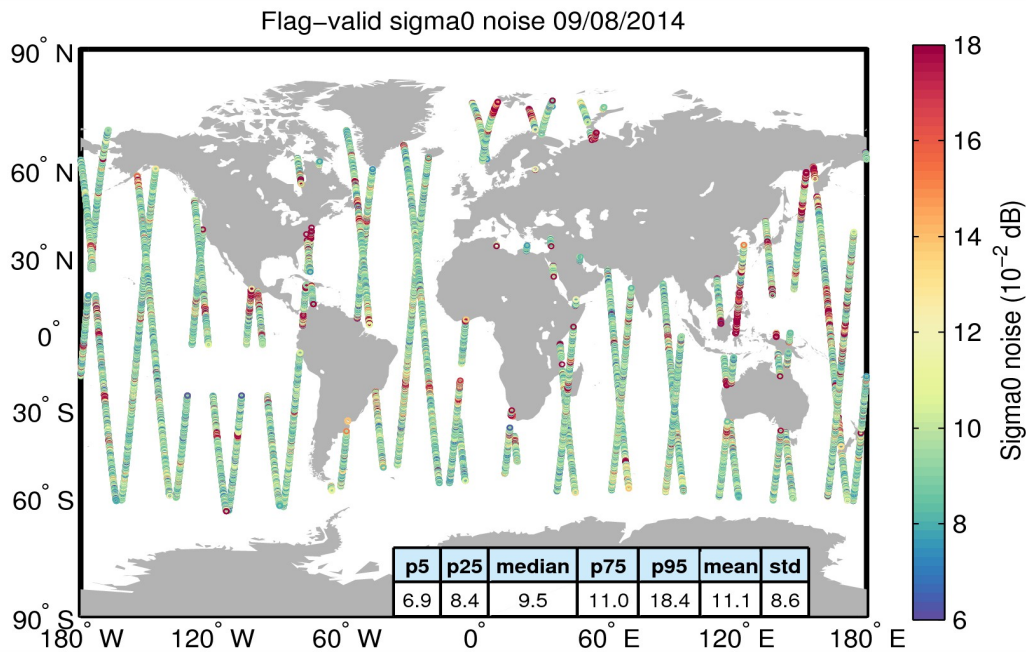 Flag−valid sigma0 noise 09/08/2014
90° N
60° N
30° N
0°
30° S
60° S
90° S
180° W
120° W
60° W
0°
60° E
120° E
180° E
p5 p25 median p75 p95 mean std
6.9 8.4 9.5 11.0 18.4 11.1 8.6
18
16
14
12
10
8
6
Sigma0 noise (10⁻² dB)